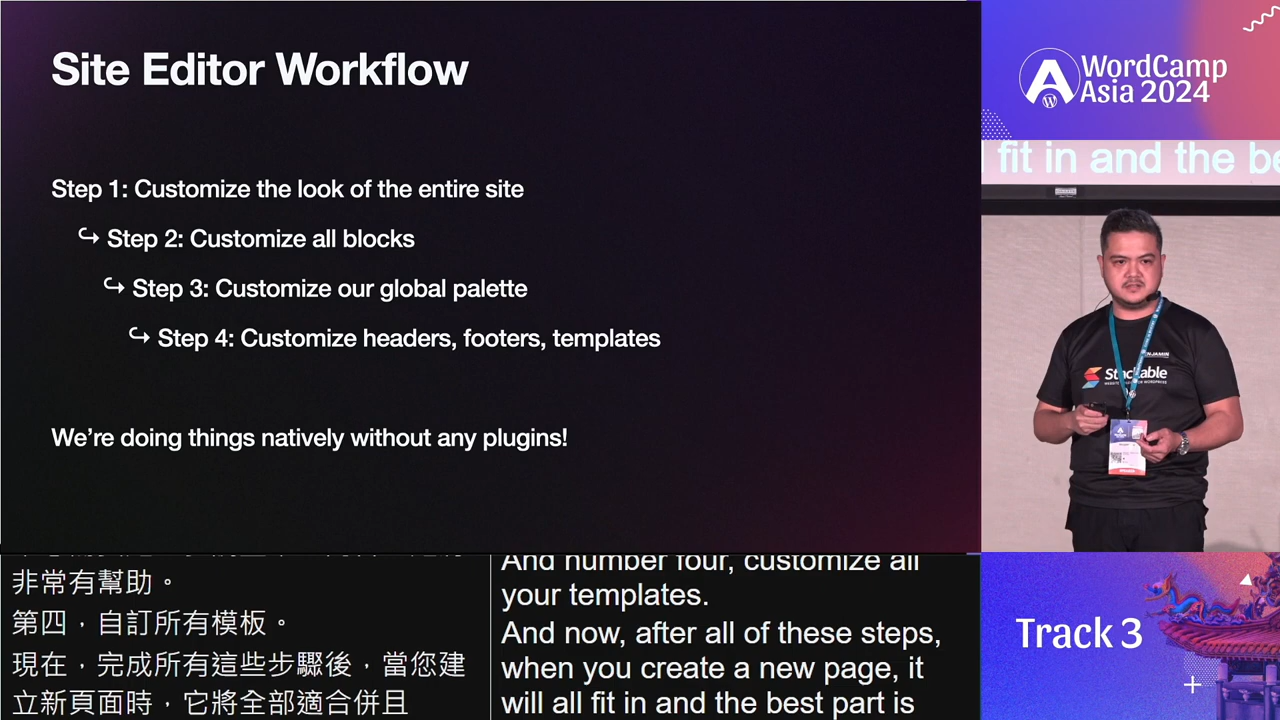 Site Editor Workflow
Step 1: Customize the look of the entire site
↪ Step 2: Customize all blocks
↪ Step 3: Customize our global palette
↪ Step 4: Customize headers, footers, templates
We’re doing things natively without any plugins!
WordCamp
Asia 2024
fit in and the be
NJAMIN
Stackable
非常有幫助。
第四，自訂所有模板。
現在，完成所有這些步驟後，當您建
立新頁面時，它將全部適合併且
And number four, customize all
your templates.
And now, after all of these steps,
when you create a new page, it
will all fit in and the best part is
Track 3